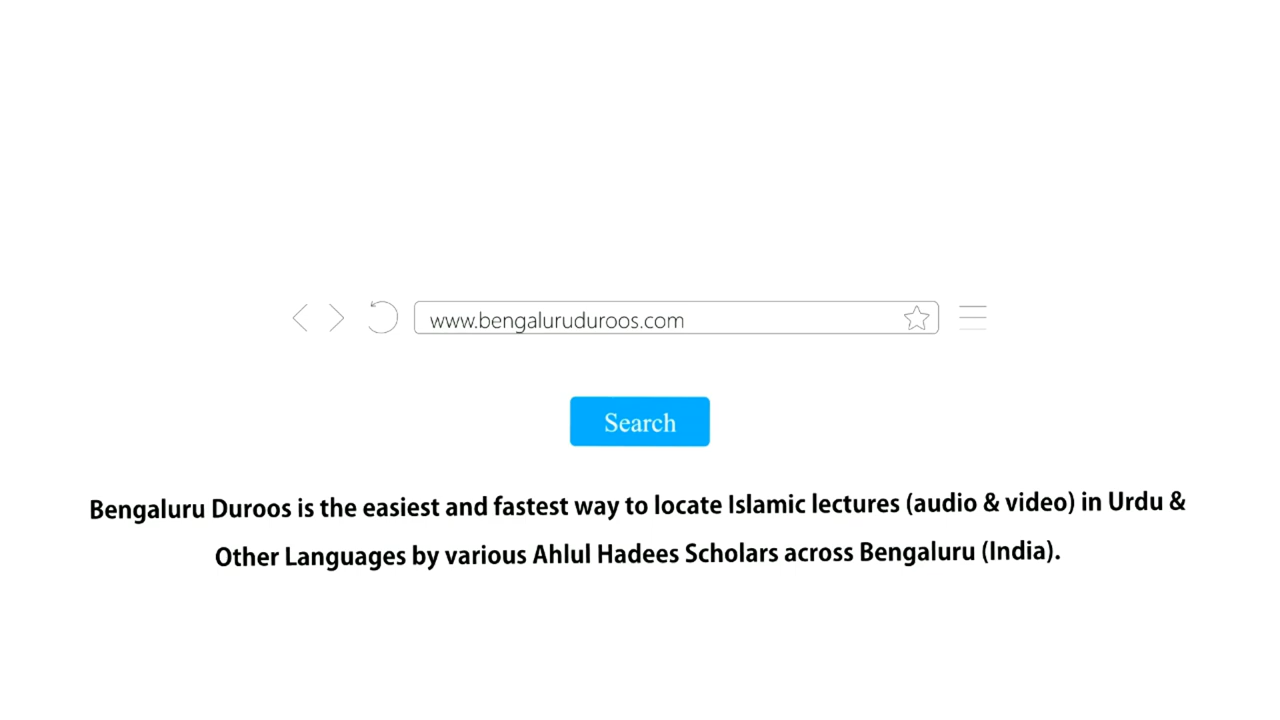 www.bengaluruduroos.com
Search
Bengaluru Duroos is the easiest and fastest way to locate Islamic lectures (audio & video) in Urdu &
Other Languages by various Ahlul Hadees Scholars across Bengaluru (India).